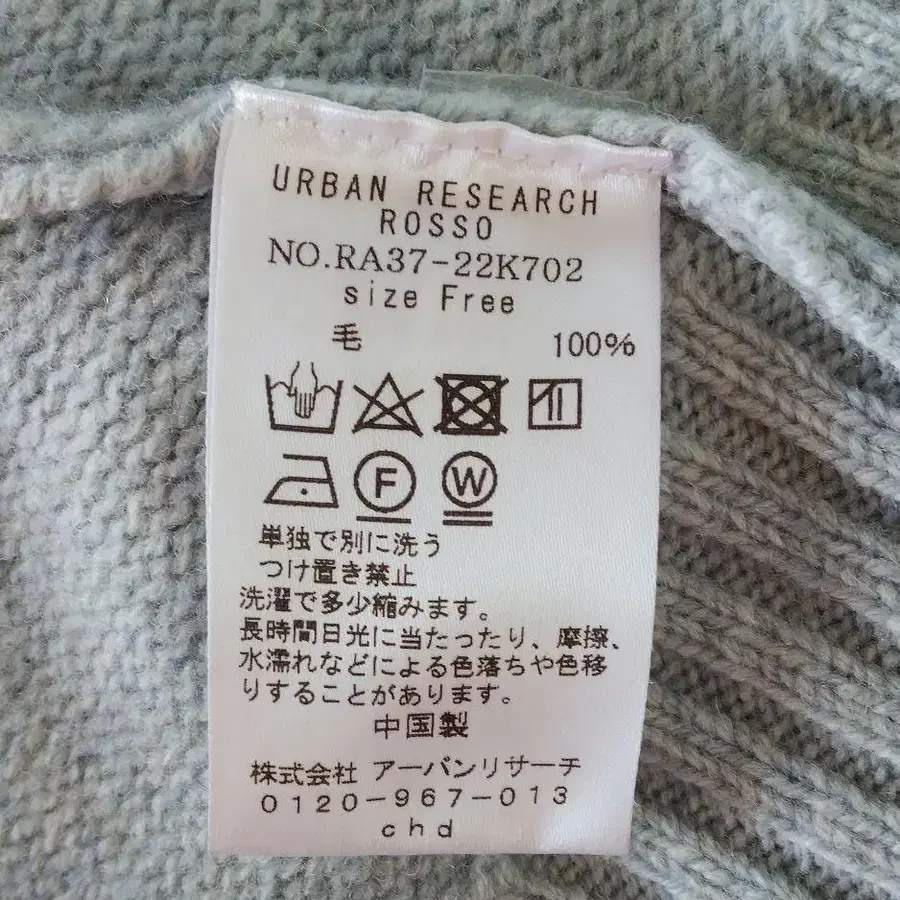 URBAN RESEARCH
ROSSO
NO.RA37-22K702
size Free
毛 100%
F W
単独で別に洗う
つけ置き禁止
洗濯で多少縮みます。
長時間日光に当たったり、摩擦、
水濡れなどによる色落ちや色移
りすることがあります。
中国製
株式会社 アーバンリサーチ
0120-967-013
chd